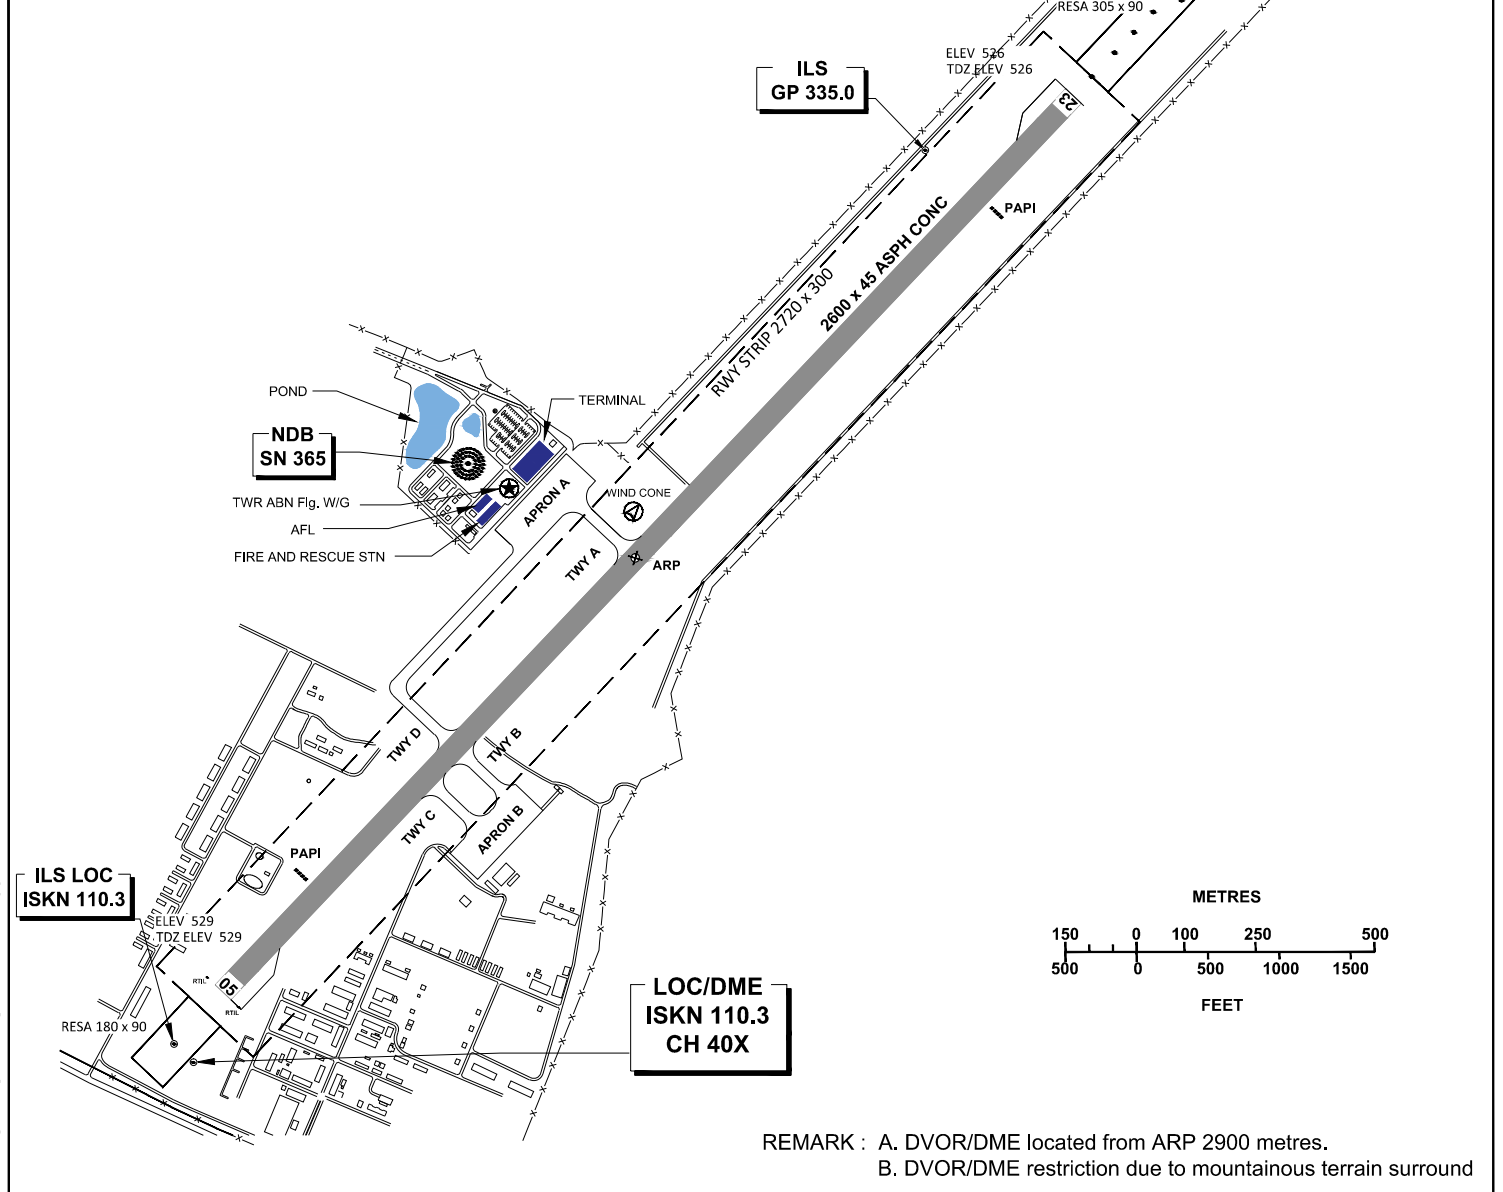 RESA 305 x 90
ELEV 526
TDZ ELEV 526
ILS
GP 335.0
23
PAPI
2600 x 45 ASPH CONC
RWY STRIP 2720 x 300
POND
TERMINAL
NDB
SN 365
TWR ABN Flg. W/G
AFL
FIRE AND RESCUE STN
APRON A
WIND CONE
TWY A
ARP
TWY D
TWY B
TWY C
APRON B
PAPI
ILS LOC
ISKN 110.3
ELEV 529
TDZ ELEV 529
RTIL
05
RTIL
RESA 180 x 90
LOC/DME
ISKN 110.3
CH 40X
METRES
150 0 100 250 500
500 0 500 1000 1500
FEET
REMARK : A. DVOR/DME located from ARP 2900 metres.
B. DVOR/DME restriction due to mountainous terrain surround